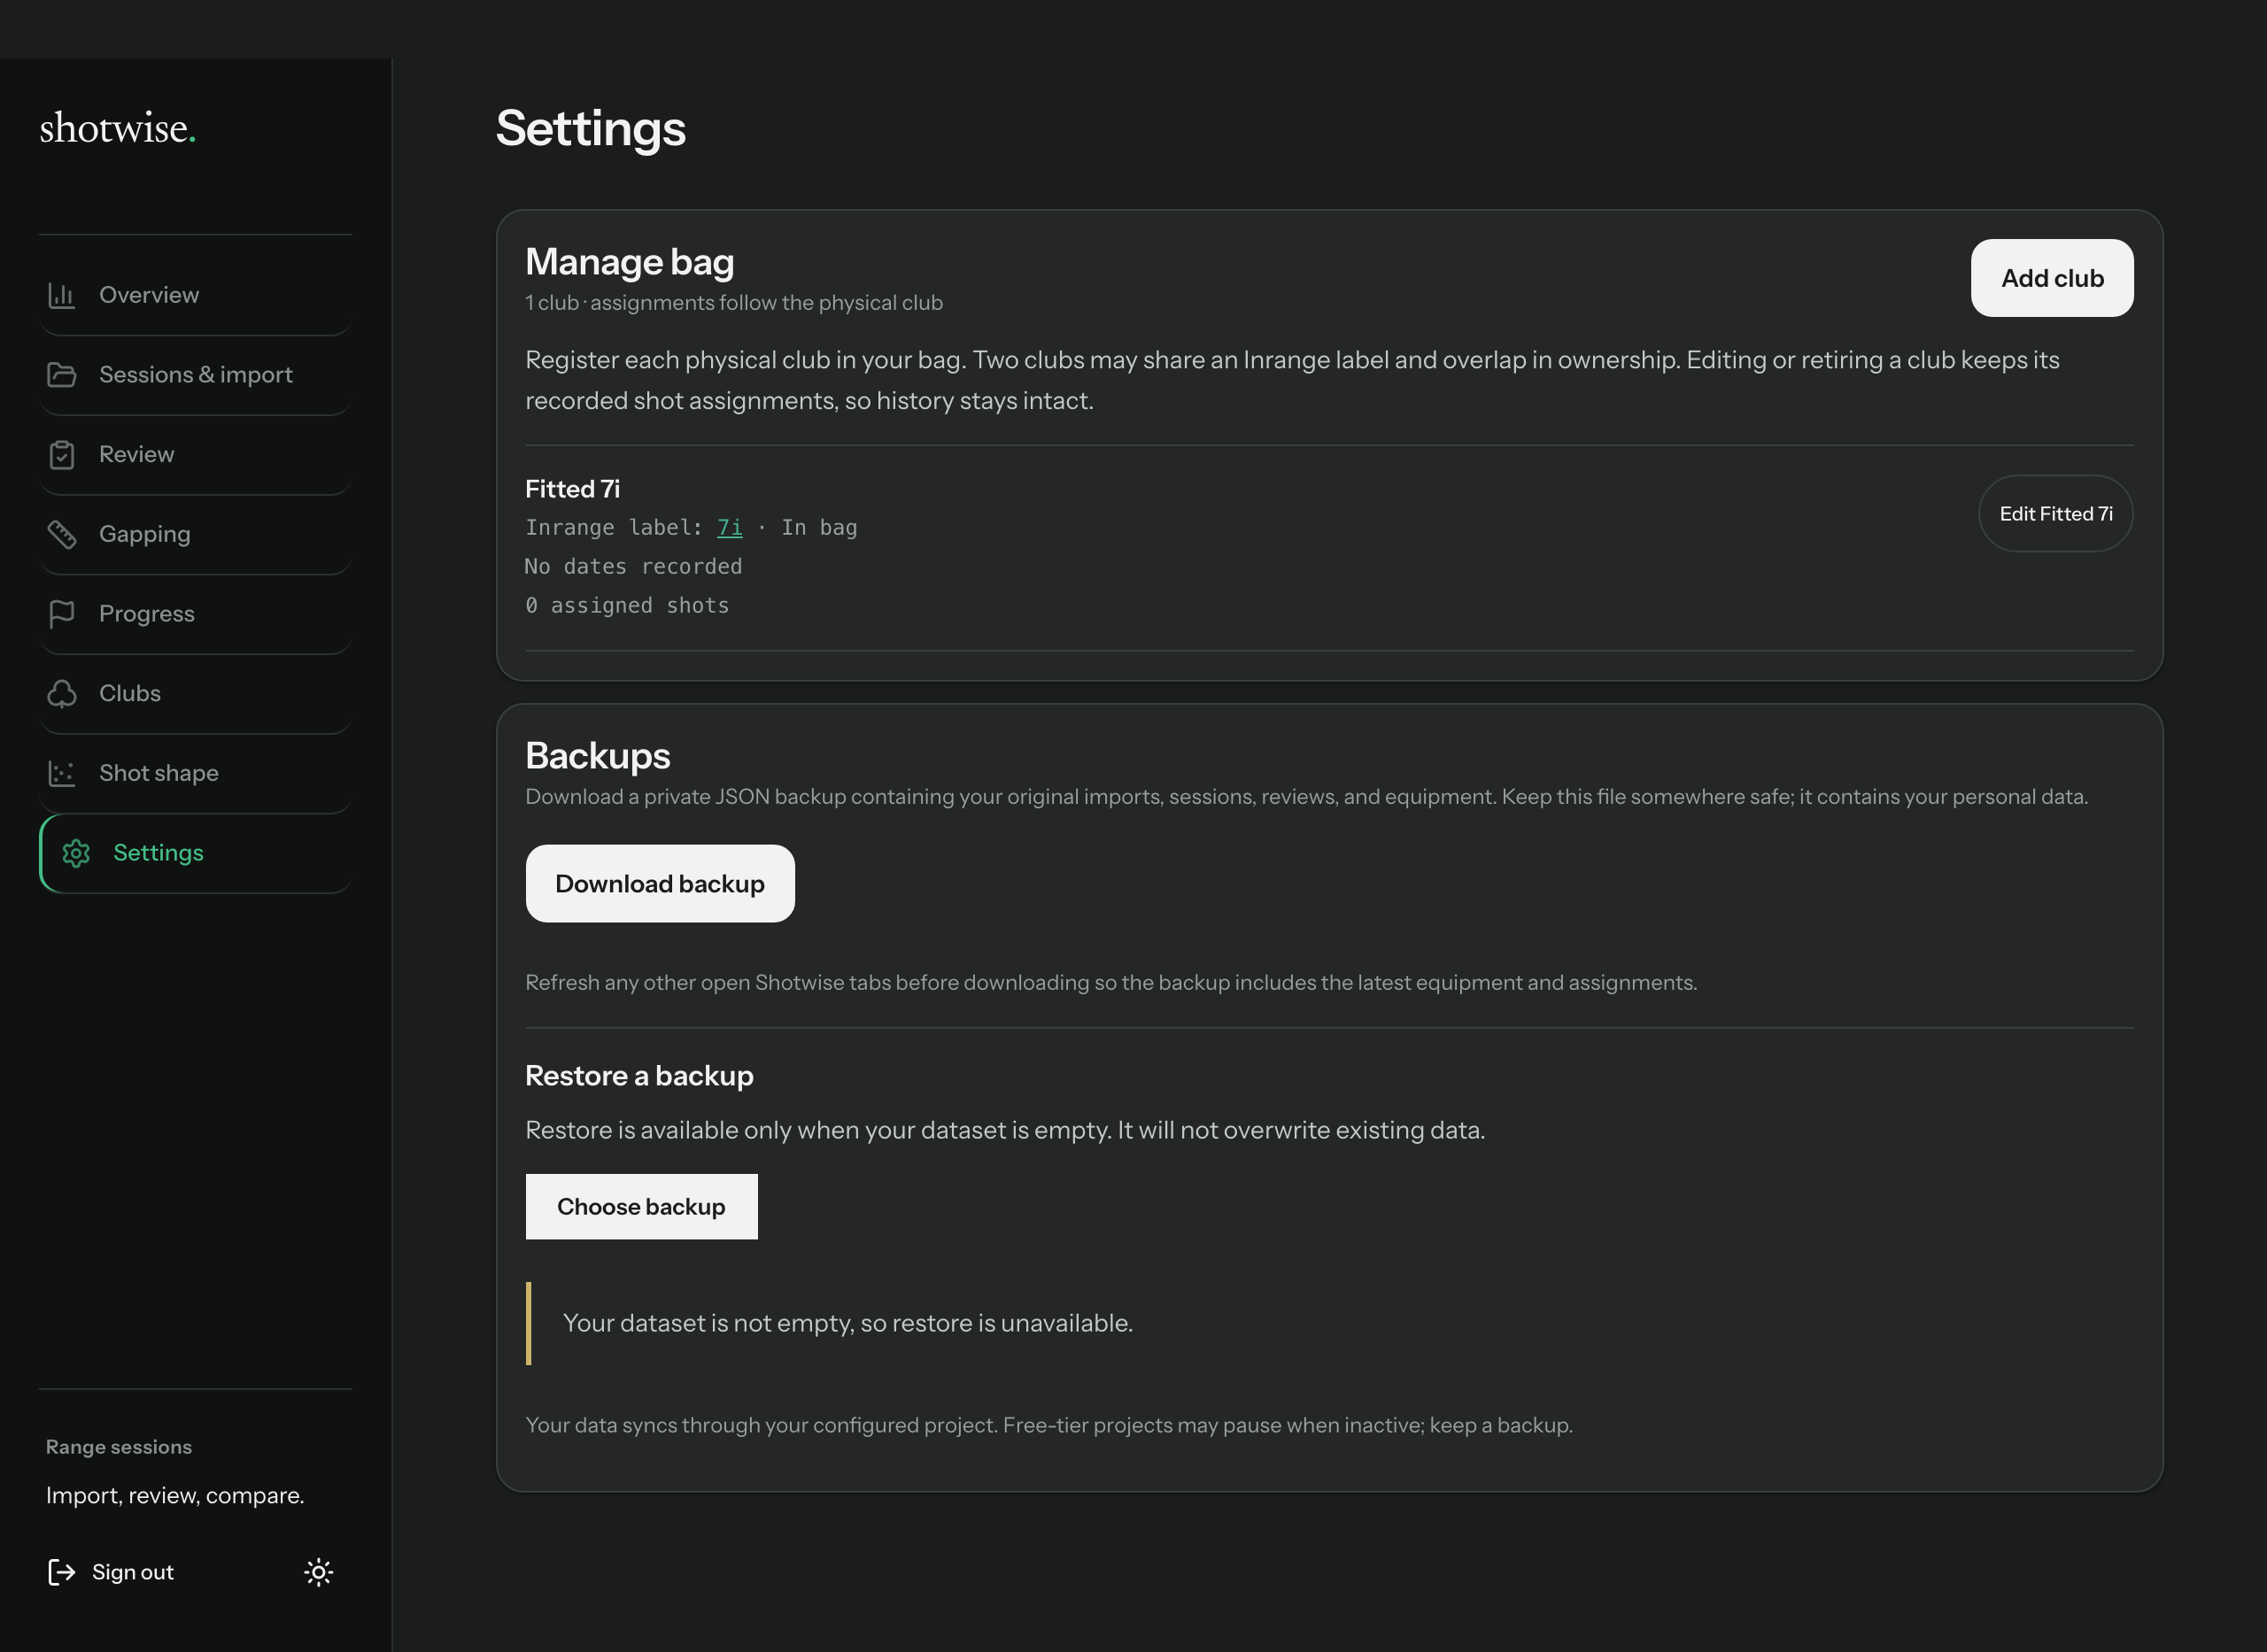 shotwise.
Overview
Sessions & import
Review
Gapping
Progress
Clubs
Shot shape
Settings
Range sessions
Import, review, compare.
Sign out
Settings
Manage bag
1 club · assignments follow the physical club
Add club
Register each physical club in your bag. Two clubs may share an Inrange label and overlap in ownership. Editing or retiring a club keeps its
recorded shot assignments, so history stays intact.
Fitted 7i
Inrange label: 7i · In bag
No dates recorded
0 assigned shots
Edit Fitted 7i
Backups
Download a private JSON backup containing your original imports, sessions, reviews, and equipment. Keep this file somewhere safe; it contains your personal data.
Download backup
Refresh any other open Shotwise tabs before downloading so the backup includes the latest equipment and assignments.
Restore a backup
Restore is available only when your dataset is empty. It will not overwrite existing data.
Choose backup
Your dataset is not empty, so restore is unavailable.
Your data syncs through your configured project. Free-tier projects may pause when inactive; keep a backup.